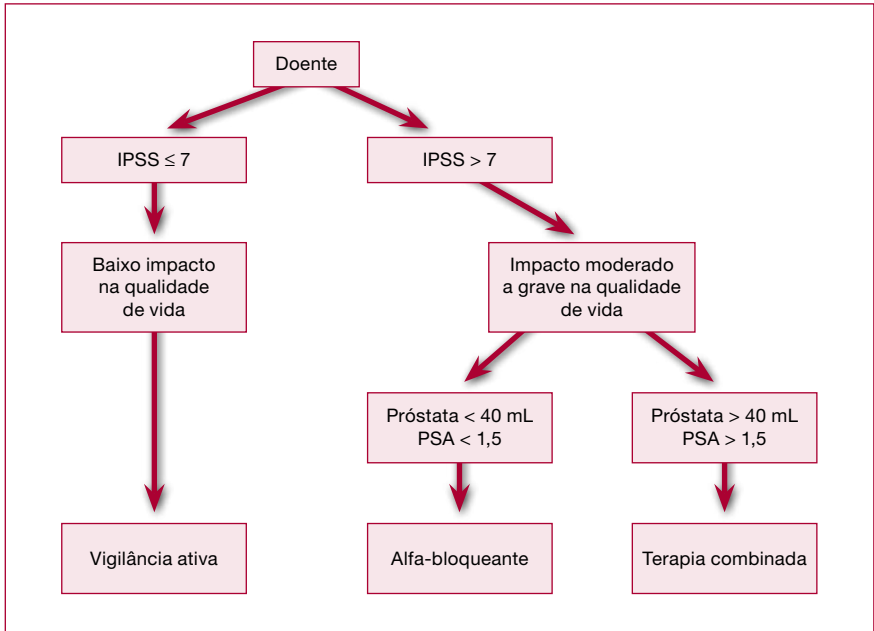 Doente
IPSS ≤ 7
IPSS > 7
Baixo impacto
na qualidade
de vida
Impacto moderado
a grave na qualidade
de vida
Próstata < 40 mL
PSA < 1,5
Próstata > 40 mL
PSA > 1,5
Vigilância ativa
Alfa-bloqueante
Terapia combinada